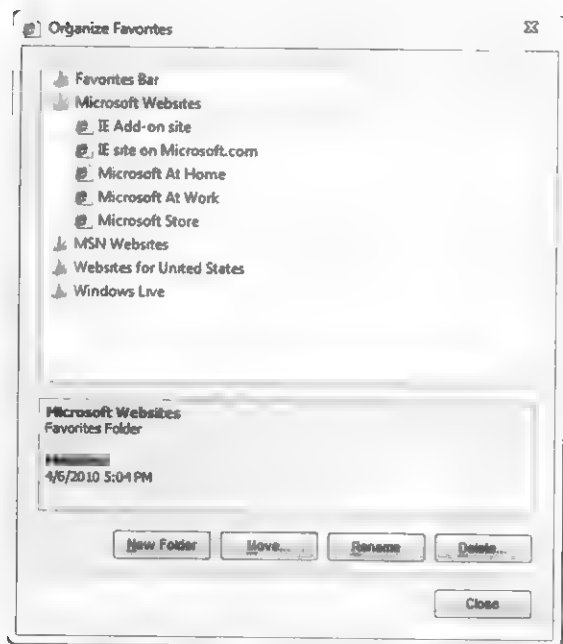 Organize Favorites
Favorites Bar
Microsoft Websites
IE Add-on site
IE site on Microsoft.com
Microsoft At Home
Microsoft At Work
Microsoft Store
MSN Websites
Websites for United States
Windows Live
Microsoft Websites
Favorites Folder
4/6/2010 5:04 PM
New Folder Move... Rename Delete...
Close